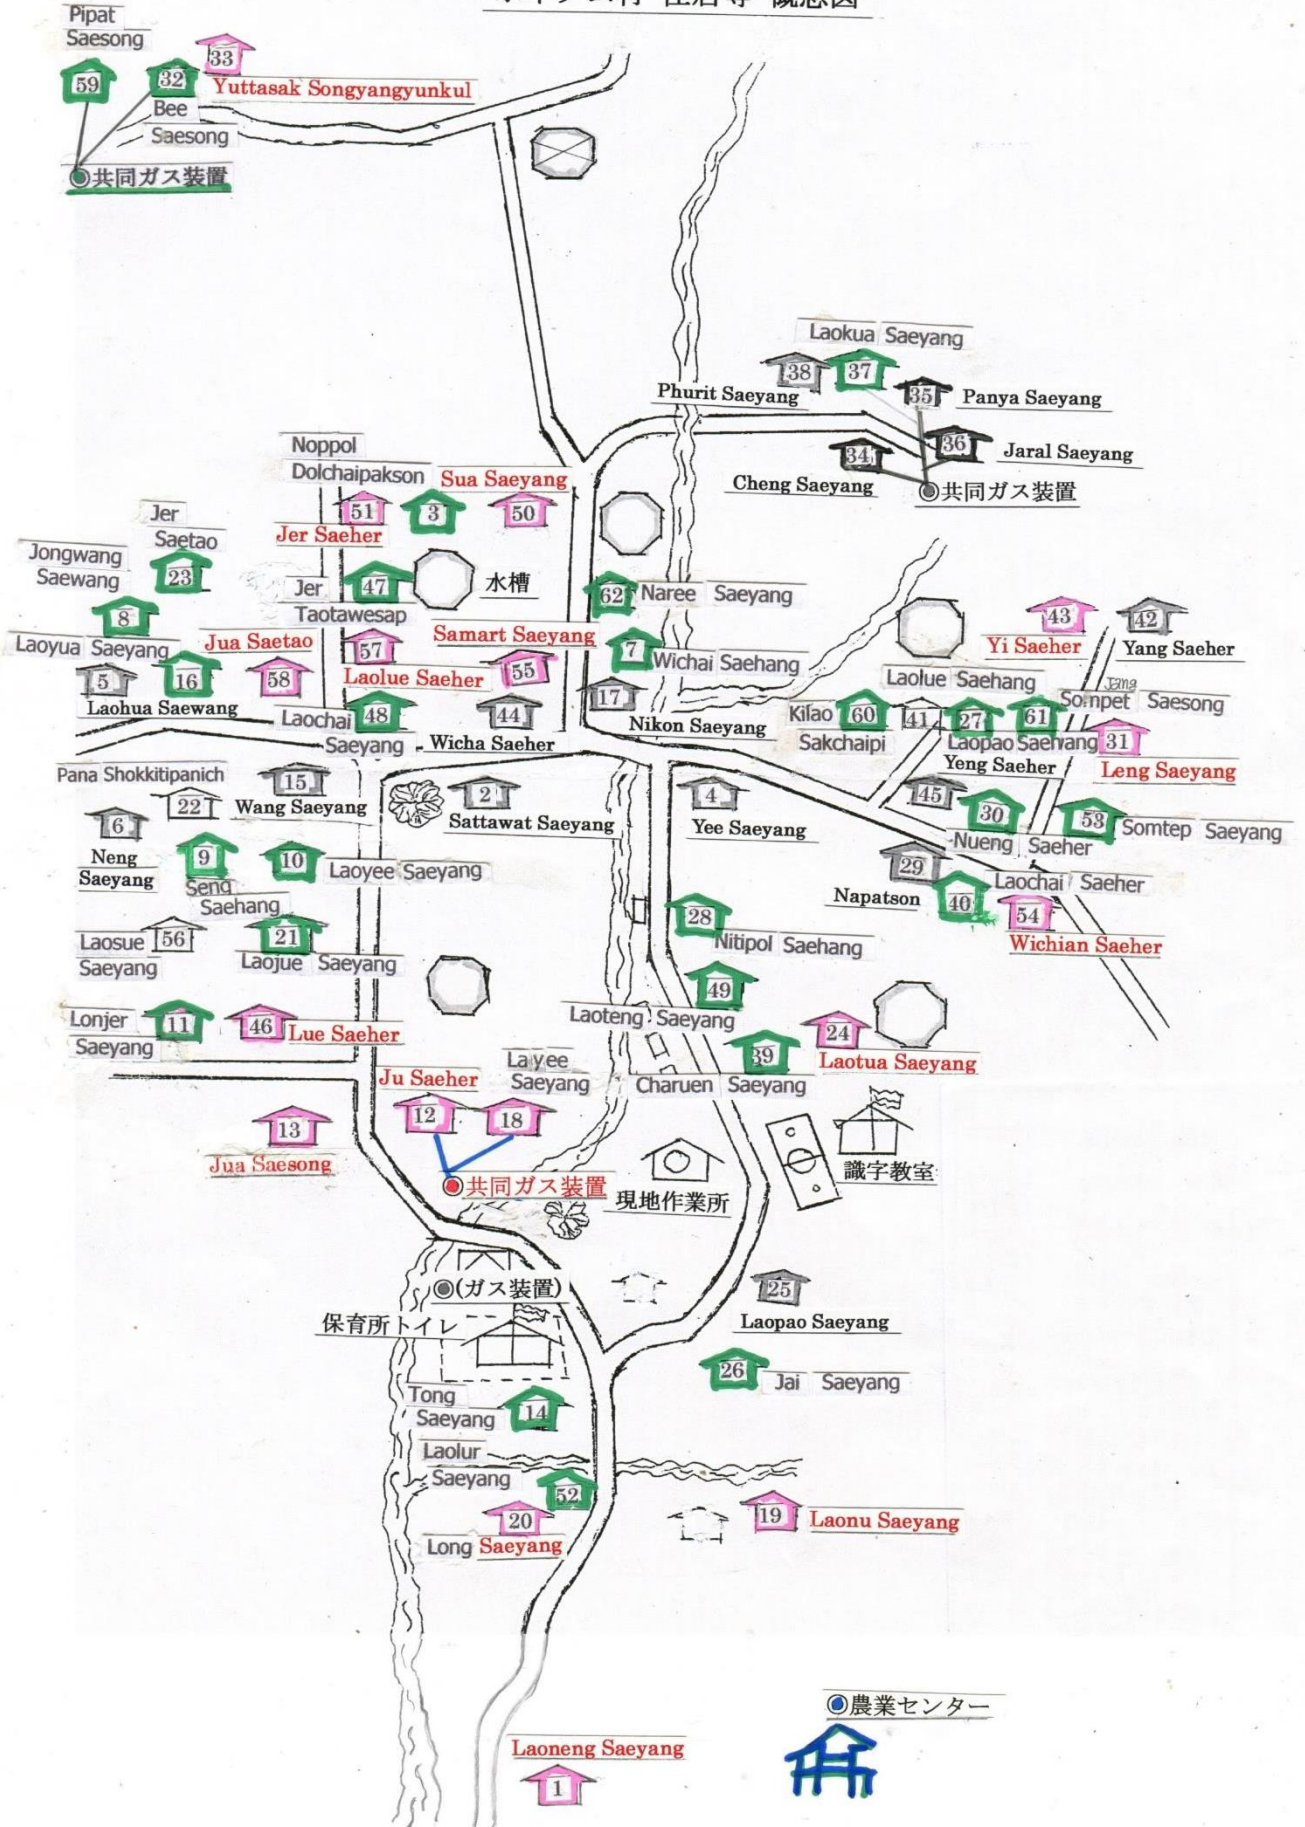 Pipat
Saesong
33
59
32
Yuttasak Songyangyunkul
Bee
Saesong
◎共同ガス装置
Laokua Saeyang
38
37
35
Phurit Saeyang
Panya Saeyang
34
36
Jaral Saeyang
Cheng Saeyang
◎共同ガス装置
Noppol
Dolchaipakson
Sua Saeyang
51
3
50
Jer Saeher
Jer
Saetao
23
Jongwang
Saewang
8
Jer
Taotawesap
47
水槽
62
Naree Saeyang
43
42
Yi Saeher
Yang Saeher
Laoyua Saeyang
Jua Saetao
57
Samart Saeyang
7
Wichai Saehang
5
16
58
Laolue Saeher
55
17
Laohua Saewang
Laochai
Saeyang
48
44
Wicha Saeher
Nikon Saeyang
Laolue Saehang
Jang
Sompet Saesong
Kilao
Sakchaipi
60
41
27
61
31
Laopao Saehang
Yeng Saeher
Leng Saeyang
Pana Shokkitipanich
15
22
Wang Saeyang
2
Sattawat Saeyang
4
Yee Saeyang
45
30
53
Somtep Saeyang
Nueng Saeher
6
Neng
Saeyang
9
Seng
Saehang
10
Laoyee Saeyang
29
Laochai Saeher
Napatson
40
54
Wichian Saeher
28
Nitipol Saehang
Laosue
Saeyang
56
21
Laojue Saeyang
49
Laoteng Saeyang
Lonjer
Saeyang
11
46
Lue Saeher
24
Laotua Saeyang
39
Charuen Saeyang
Ju Saeher
Layee
Saeyang
12
18
13
Jua Saesong
◎共同ガス装置
現地作業所
識字教室
◎(ガス装置)
保育所トイレ
25
Laopao Saeyang
26
Jai Saeyang
Tong
Saeyang
14
Laolur
Saeyang
52
20
Long Saeyang
19
Laonu Saeyang
◎農業センター
Laoneng Saeyang
1